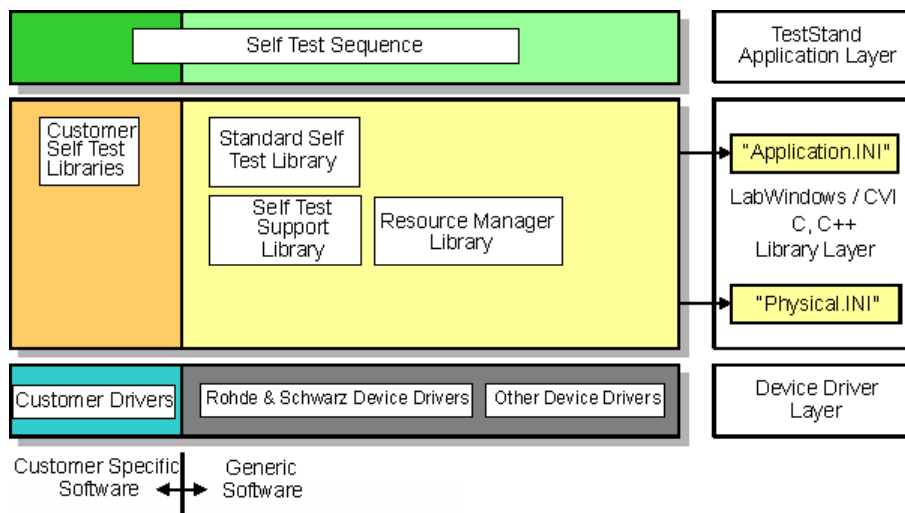 Self Test Sequence
TestStand
Application Layer
Customer
Self Test
Libraries
Standard Self
Test Library
Self Test
Support
Library
Resource Manager
Library
"Application.INI"
LabWindows / CVI
C, C++
Library Layer
"Physical.INI"
Customer Drivers
Rohde & Schwarz Device Drivers
Other Device Drivers
Device Driver
Layer
Customer Specific
Software
Generic
Software